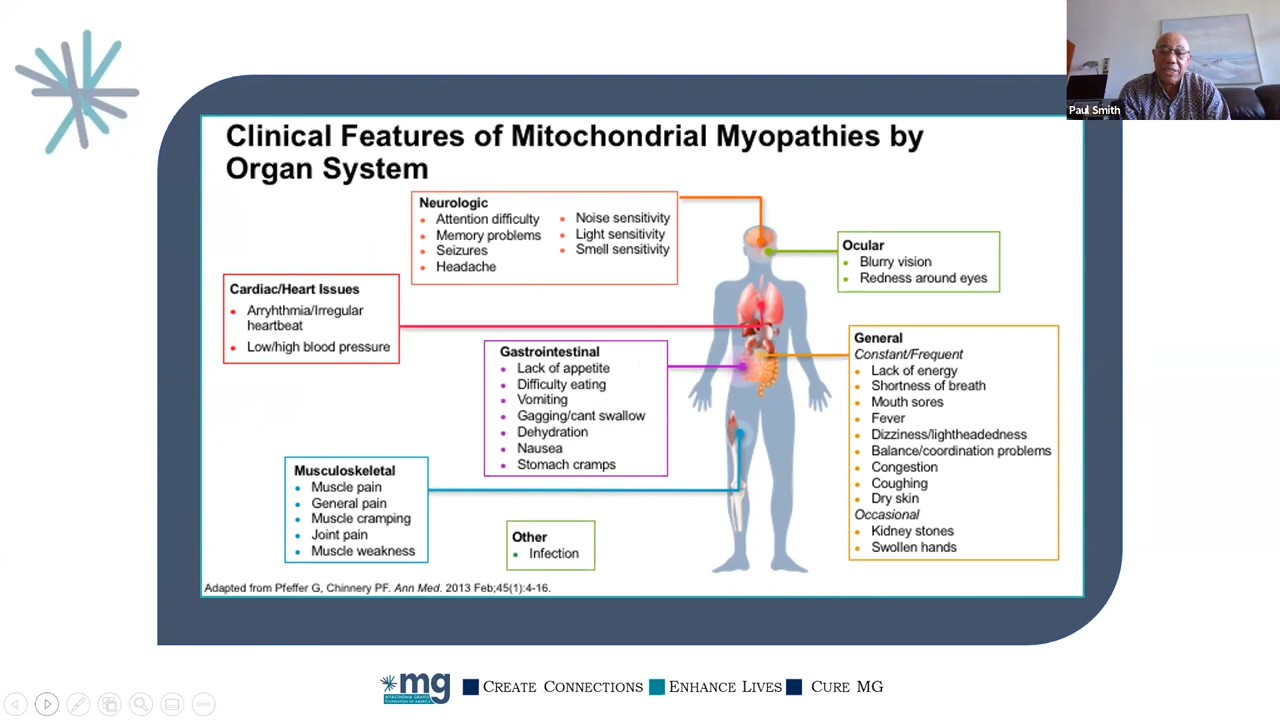 Paul Smith
Clinical Features of Mitochondrial Myopathies by
Organ System
Neurologic
Attention difficulty
Memory problems
Seizures
Headache
Noise sensitivity
Light sensitivity
Smell sensitivity
Ocular
Blurry vision
Redness around eyes
Cardiac/Heart Issues
Arryhthmia/Irregular
heartbeat
Low/high blood pressure
Gastrointestinal
Lack of appetite
Difficulty eating
Vomiting
Gagging/cant swallow
Dehydration
Nausea
Stomach cramps
General
Constant/Frequent
Lack of energy
Shortness of breath
Mouth sores
Fever
Dizziness/lightheadedness
Balance/coordination problems
Congestion
Coughing
Dry skin
Occasional
Kidney stones
Swollen hands
Musculoskeletal
Muscle pain
General pain
Muscle cramping
Joint pain
Muscle weakness
Other
Infection
Adapted from Pfeffer G, Chinnery PF. Ann Med. 2013 Feb;45(1):4-16.
mg
MYASTHENIA GRAVIS
FOUNDATION OF AMERICA
CREATE CONNECTIONS ENHANCE LIVES CURE MG